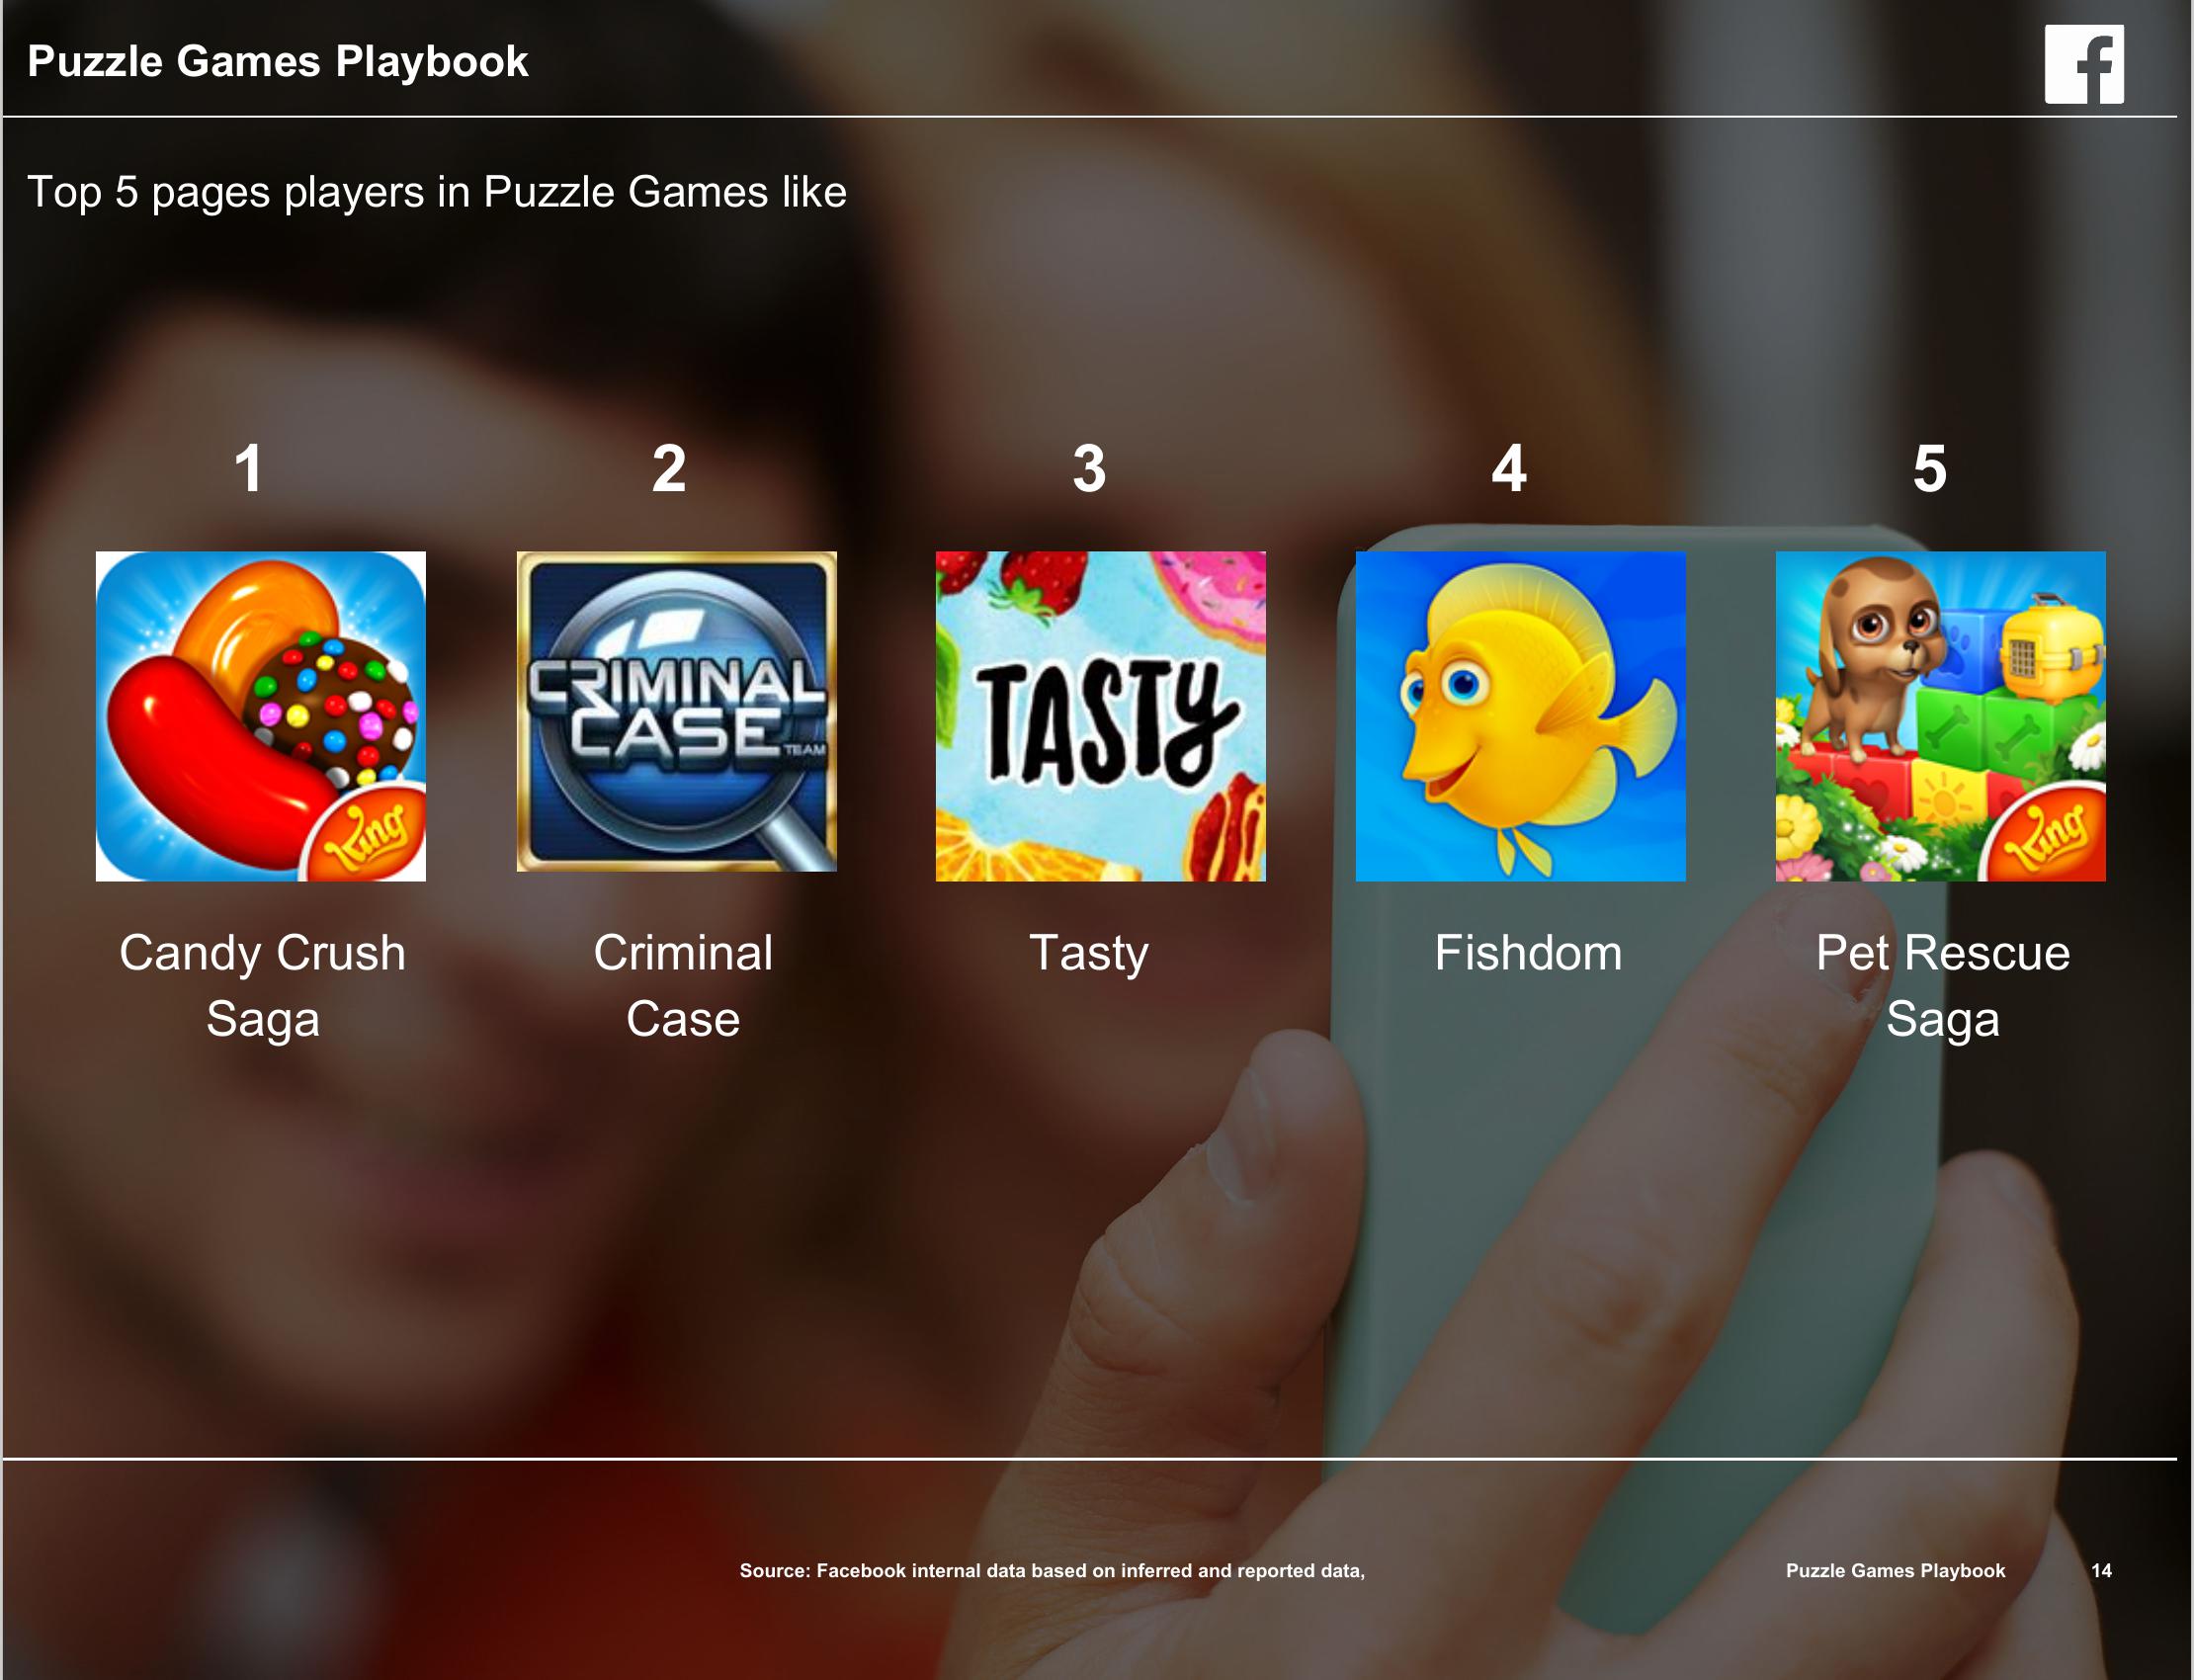 Puzzle Games Playbook
f
Top 5 pages players in Puzzle Games like
1
2
3
4
5
King
CRIMINAL
CASE TEAM
TASTY
King
Candy Crush
Saga
Criminal
Case
Tasty
Fishdom
Pet Rescue
Saga
Source: Facebook internal data based on inferred and reported data,
Puzzle Games Playbook
14